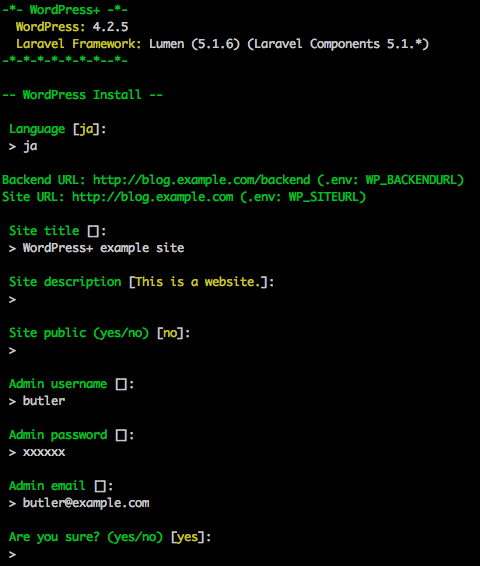 -*- WordPress+ -*-
WordPress: 4.2.5
Laravel Framework: Lumen (5.1.6) (Laravel Components 5.1.*)
-*-*-*-*-*-*-*--*-
-- WordPress Install --
Language [ja]:
> ja
Backend URL: http://blog.example.com/backend (.env: WP_BACKENDURL)
Site URL: http://blog.example.com (.env: WP_SITEURL)
Site title []:
> WordPress+ example site
Site description [This is a website.]:
>
Site public (yes/no) [no]:
>
Admin username []:
> butler
Admin password []:
> xxxxxx
Admin email []:
> butler@example.com
Are you sure? (yes/no) [yes]:
>